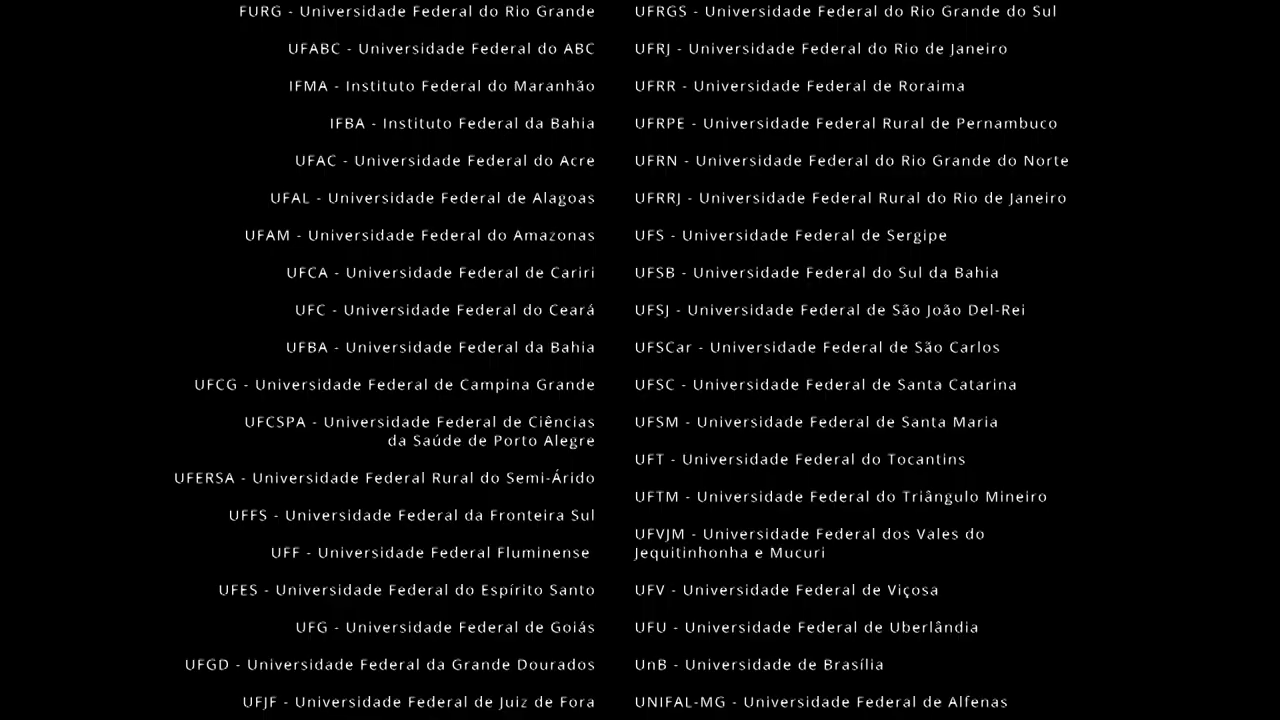 FURG - Universidade Federal do Rio Grande
UFABC - Universidade Federal do ABC
IFMA - Instituto Federal do Maranhão
IFBA - Instituto Federal da Bahia
UFAC - Universidade Federal do Acre
UFAL - Universidade Federal de Alagoas
UFAM - Universidade Federal do Amazonas
UFCA - Universidade Federal de Cariri
UFC - Universidade Federal do Ceará
UFBA - Universidade Federal da Bahia
UFCG - Universidade Federal de Campina Grande
UFCSPA - Universidade Federal de Ciências
da Saúde de Porto Alegre
UFERSA - Universidade Federal Rural do Semi-Árido
UFFS - Universidade Federal da Fronteira Sul
UFF - Universidade Federal Fluminense
UFES - Universidade Federal do Espírito Santo
UFG - Universidade Federal de Goiás
UFGD - Universidade Federal da Grande Dourados
UFJF - Universidade Federal de Juiz de Fora
UFRGS - Universidade Federal do Rio Grande do Sul
UFRJ - Universidade Federal do Rio de Janeiro
UFRR - Universidade Federal de Roraima
UFRPE - Universidade Federal Rural de Pernambuco
UFRN - Universidade Federal do Rio Grande do Norte
UFRRJ - Universidade Federal Rural do Rio de Janeiro
UFS - Universidade Federal de Sergipe
UFSB - Universidade Federal do Sul da Bahia
UFSJ - Universidade Federal de São João Del-Rei
UFSCar - Universidade Federal de São Carlos
UFSC - Universidade Federal de Santa Catarina
UFSM - Universidade Federal de Santa Maria
UFT - Universidade Federal do Tocantins
UFTM - Universidade Federal do Triângulo Mineiro
UFVJM - Universidade Federal dos Vales do
Jequitinhonha e Mucuri
UFV - Universidade Federal de Viçosa
UFU - Universidade Federal de Uberlândia
UnB - Universidade de Brasília
UNIFAL-MG - Universidade Federal de Alfenas